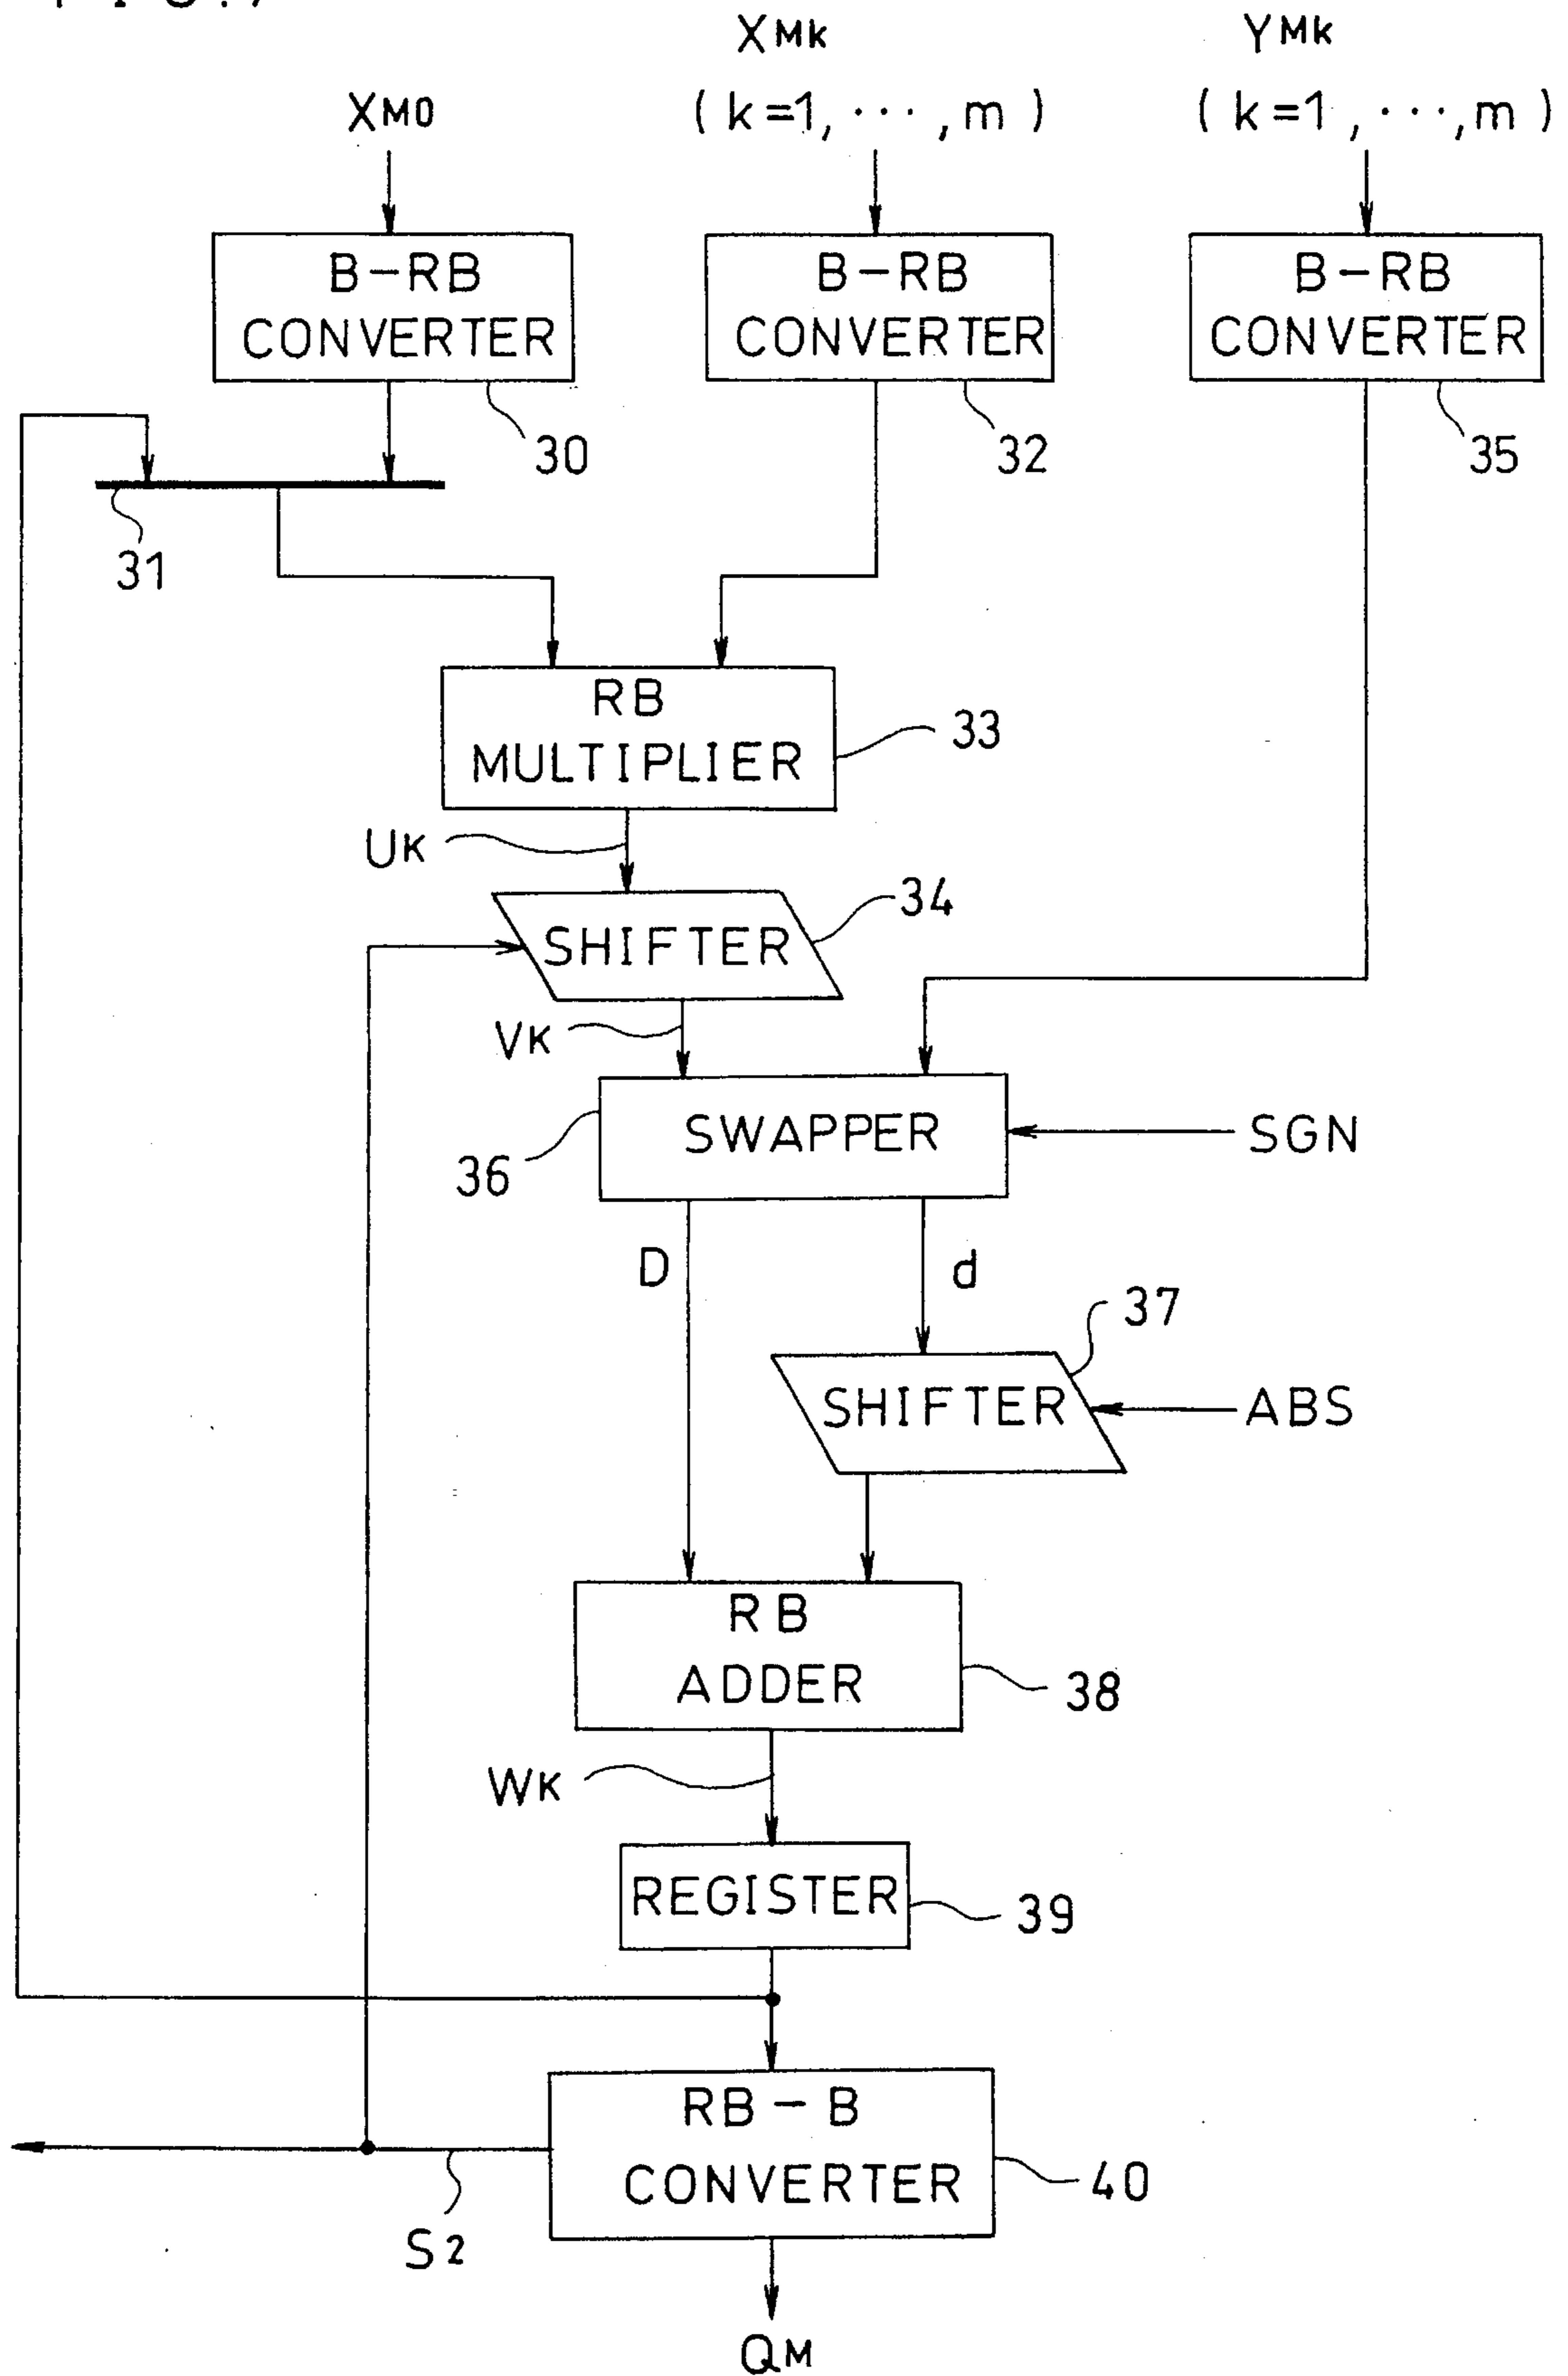 XMk YMk
XM0 (k=1,···,m) (k=1,···,m)
B-RB B-RB B-RB
CONVERTER CONVERTER CONVERTER
30 32 35
31
RB
MULTIPLIER
33
UK
34
SHIFTER
VK
SWAPPER
SGN
36
D d
37
SHIFTER
ABS
RB
ADDER
38
WK
REGISTER
39
RB-B
CONVERTER
40
S2
QM